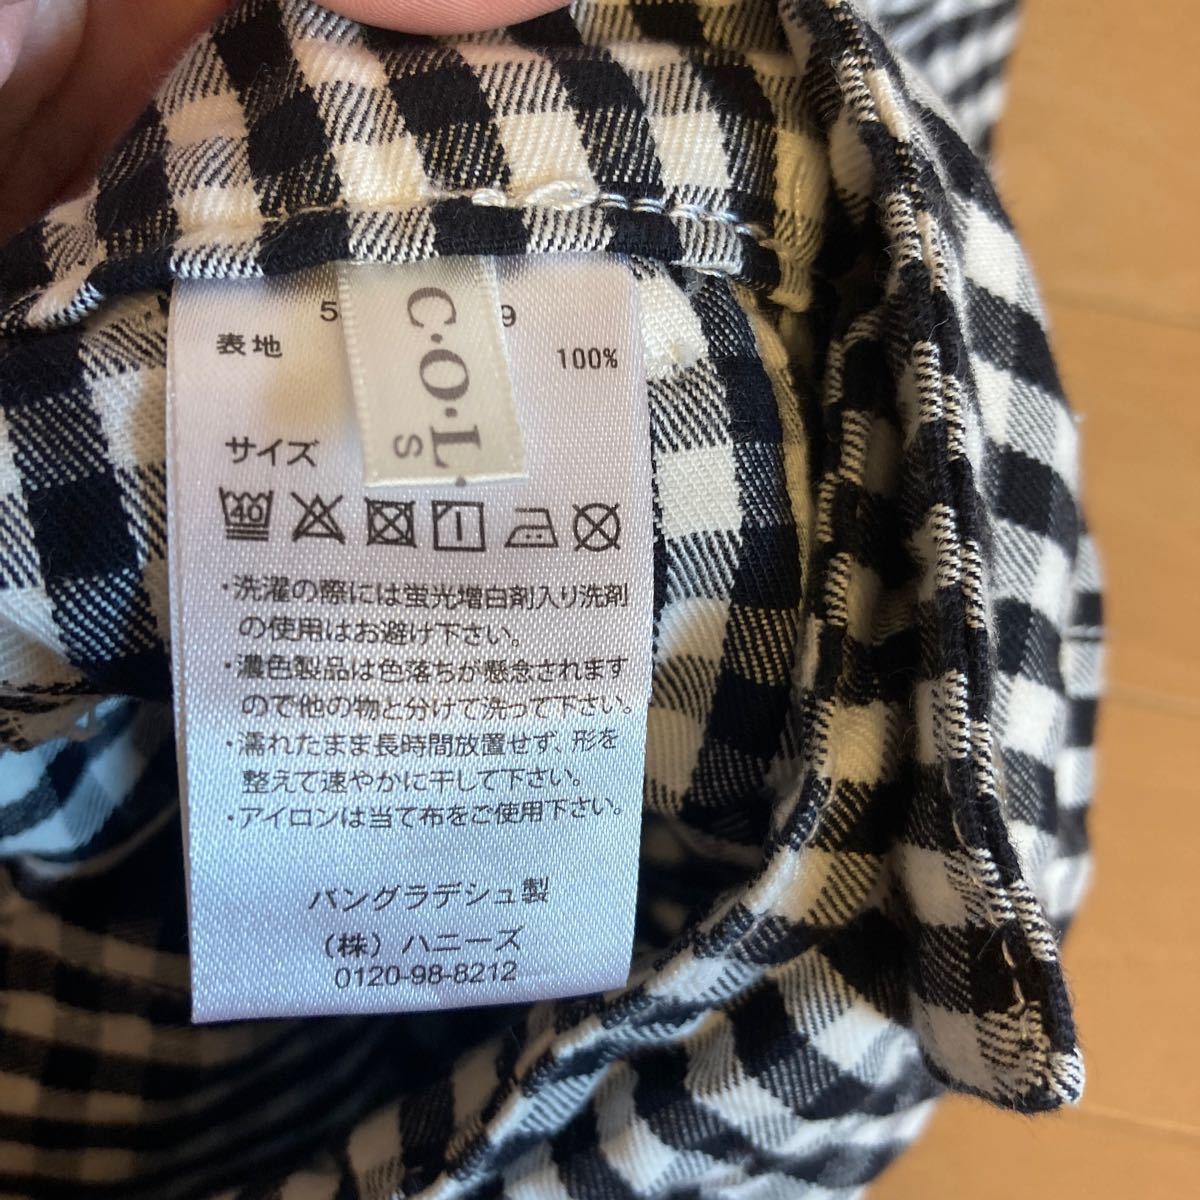 5 9
表地 100%
サイズ
C・O・L・
S
40
・洗濯の際には蛍光増白剤入り洗剤
の使用はお避け下さい。
・濃色製品は色落ちが懸念されます
ので他の物と分けて洗って下さい。
・濡れたまま長時間放置せず、形を
整えて速やかに干して下さい。
・アイロンは当て布をご使用下さい。
バングラデシュ製
(株)ハニーズ
0120-98-8212